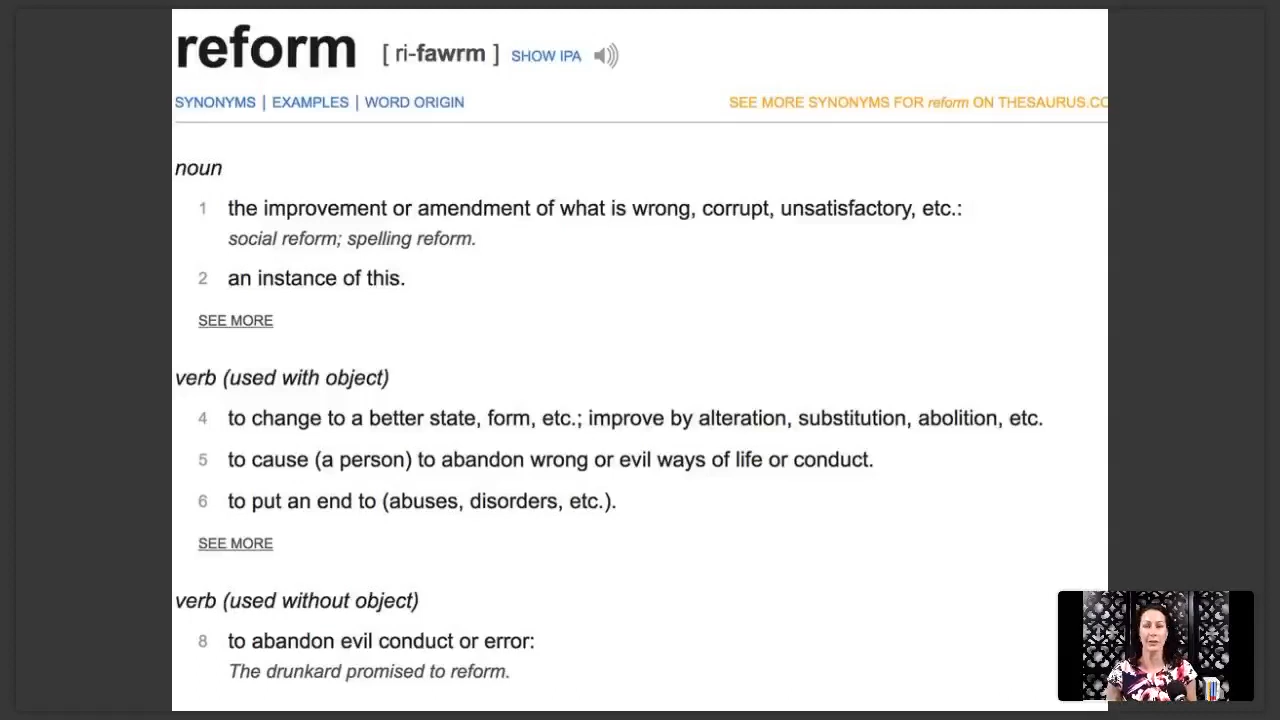 reform [ ri-fawrm ] SHOW IPA
SYNONYMS | EXAMPLES | WORD ORIGIN SEE MORE SYNONYMS FOR reform ON THESAURUS.CO
noun
1 the improvement or amendment of what is wrong, corrupt, unsatisfactory, etc.:
social reform; spelling reform.
2 an instance of this.
SEE MORE
verb (used with object)
4 to change to a better state, form, etc.; improve by alteration, substitution, abolition, etc.
5 to cause (a person) to abandon wrong or evil ways of life or conduct.
6 to put an end to (abuses, disorders, etc.).
SEE MORE
verb (used without object)
8 to abandon evil conduct or error:
The drunkard promised to reform.